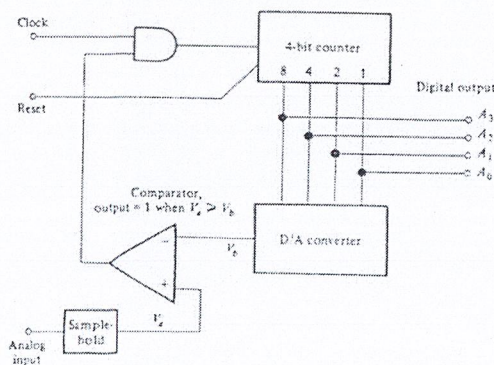 Clock
4-bit counter
8 4 2 1
Digital output
Reset
A3
A2
A1
A0
Comparator,
output = 1 when Va > Vb
−
Vb
D/A converter
+
Sample-
hold
Va
Analog
input